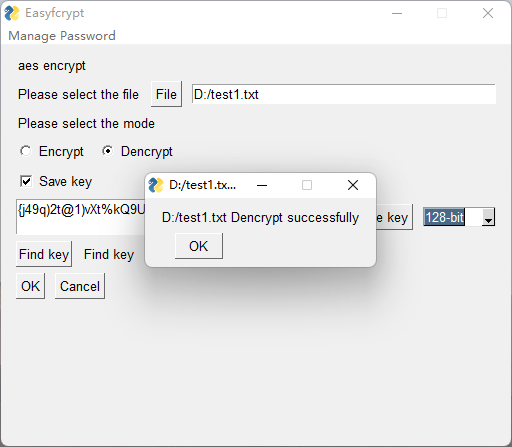 Easyfcrypt
Manage Password
aes encrypt
Please select the file File D:/test1.txt
Please select the mode
Encrypt Dencrypt
Save key
{j49q)2t@1)vXt%kQ9U key 128-bit
Find key Find key
OK Cancel
D:/test1.tx...
D:/test1.txt Dencrypt successfully
OK